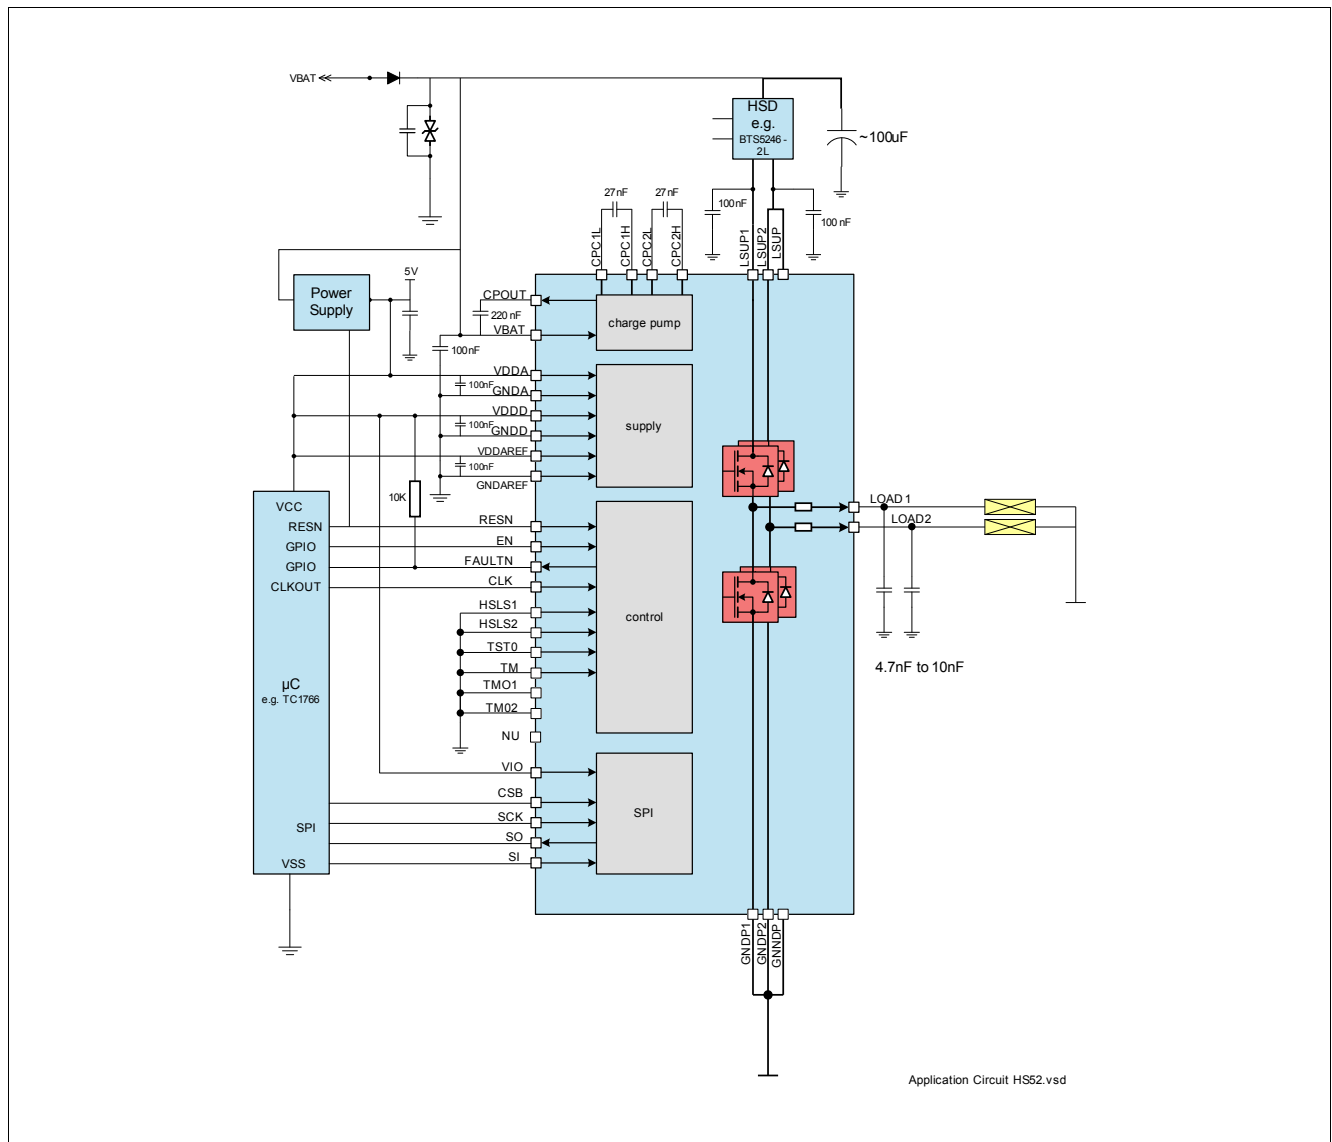 VBAT
HSD
e.g.
BTS5246 -
2L
~100uF
27nF
27nF
100nF
100 nF
CPC1L
CPC1H
CPC2L
CPC2H
LSUP1
LSUP2
LSUP
5V
Power
Supply
CPOUT
220 nF
VBAT
charge pump
100nF
VDDA
100nF
GNDA
VDDD
100nF
GNDD
VDDAREF
100nF
GNDAREF
supply
10K
VCC
RESN
GPIO
GPIO
CLKOUT
µC
e.g. TC1766
SPI
VSS
RESN
EN
FAULTN
CLK
HSLS1
HSLS2
TST0
TM
TMO1
TM02
NU
control
VIO
CSB
SCK
SO
SI
SPI
LOAD1
LOAD2
4.7nF to 10nF
GNDP1
GNDP2
GNNDP
Application Circuit HS52.vsd